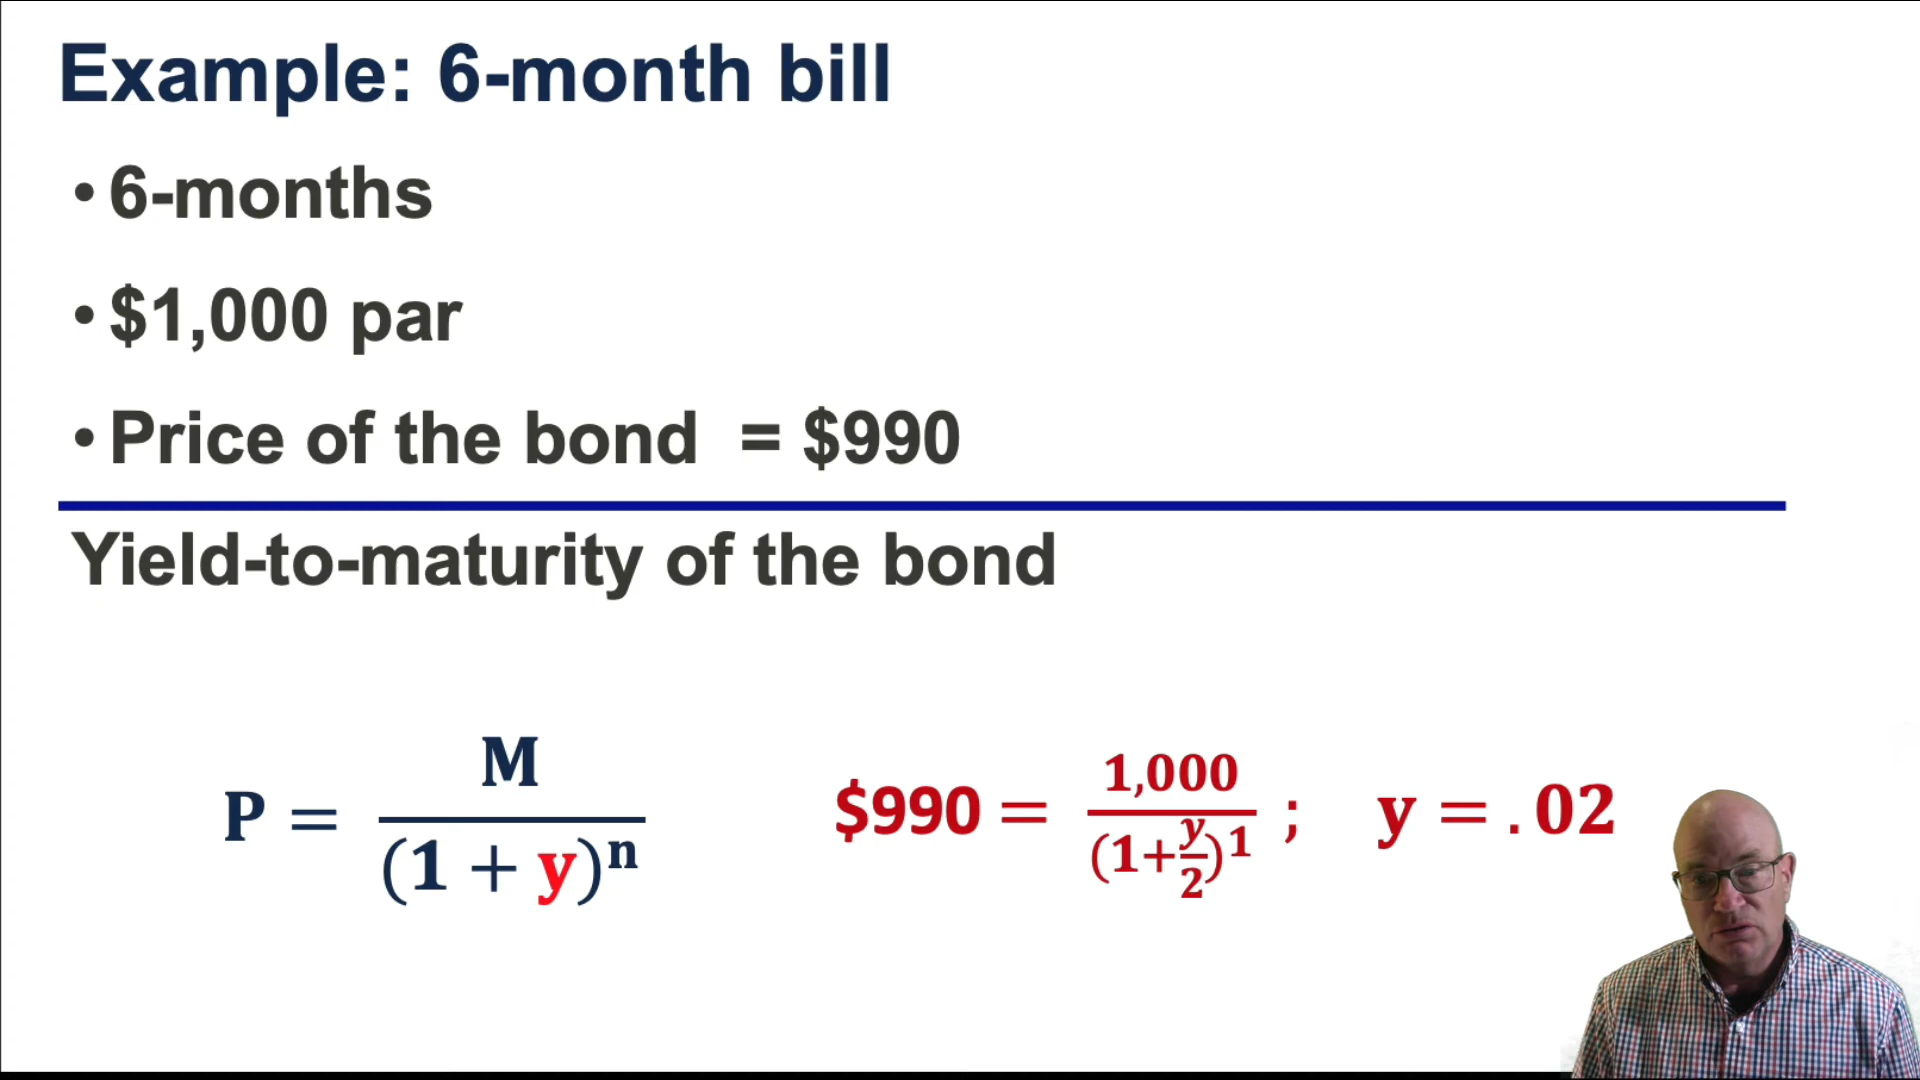 Example: 6-month bill
• 6-months
• $1,000 par
• Price of the bond = $990
Yield-to-maturity of the bond
P = M / (1 + y)ⁿ
$990 = 1,000 / (1+y/2)¹ ; y = .02